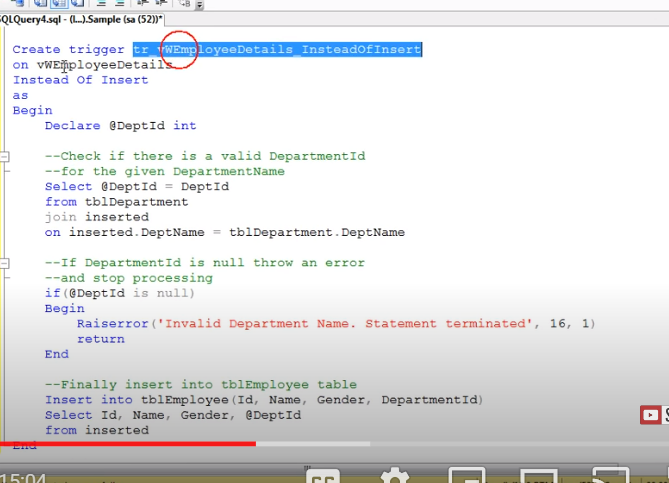 SQLQuery4.sql - (l...).Sample (sa (52))*
Create trigger tr_vWEmployeeDetails_InsteadOfInsert
on vWEmployeeDetails
Instead Of Insert
as
Begin
Declare @DeptId int
--Check if there is a valid DepartmentId
--for the given DepartmentName
Select @DeptId = DeptId
from tblDepartment
join inserted
on inserted.DeptName = tblDepartment.DeptName
--If DepartmentId is null throw an error
--and stop processing
if(@DeptId is null)
Begin
Raiserror('Invalid Department Name. Statement terminated', 16, 1)
return
End
--Finally insert into tblEmployee table
Insert into tblEmployee(Id, Name, Gender, DepartmentId)
Select Id, Name, Gender, @DeptId
from inserted
End
15:04